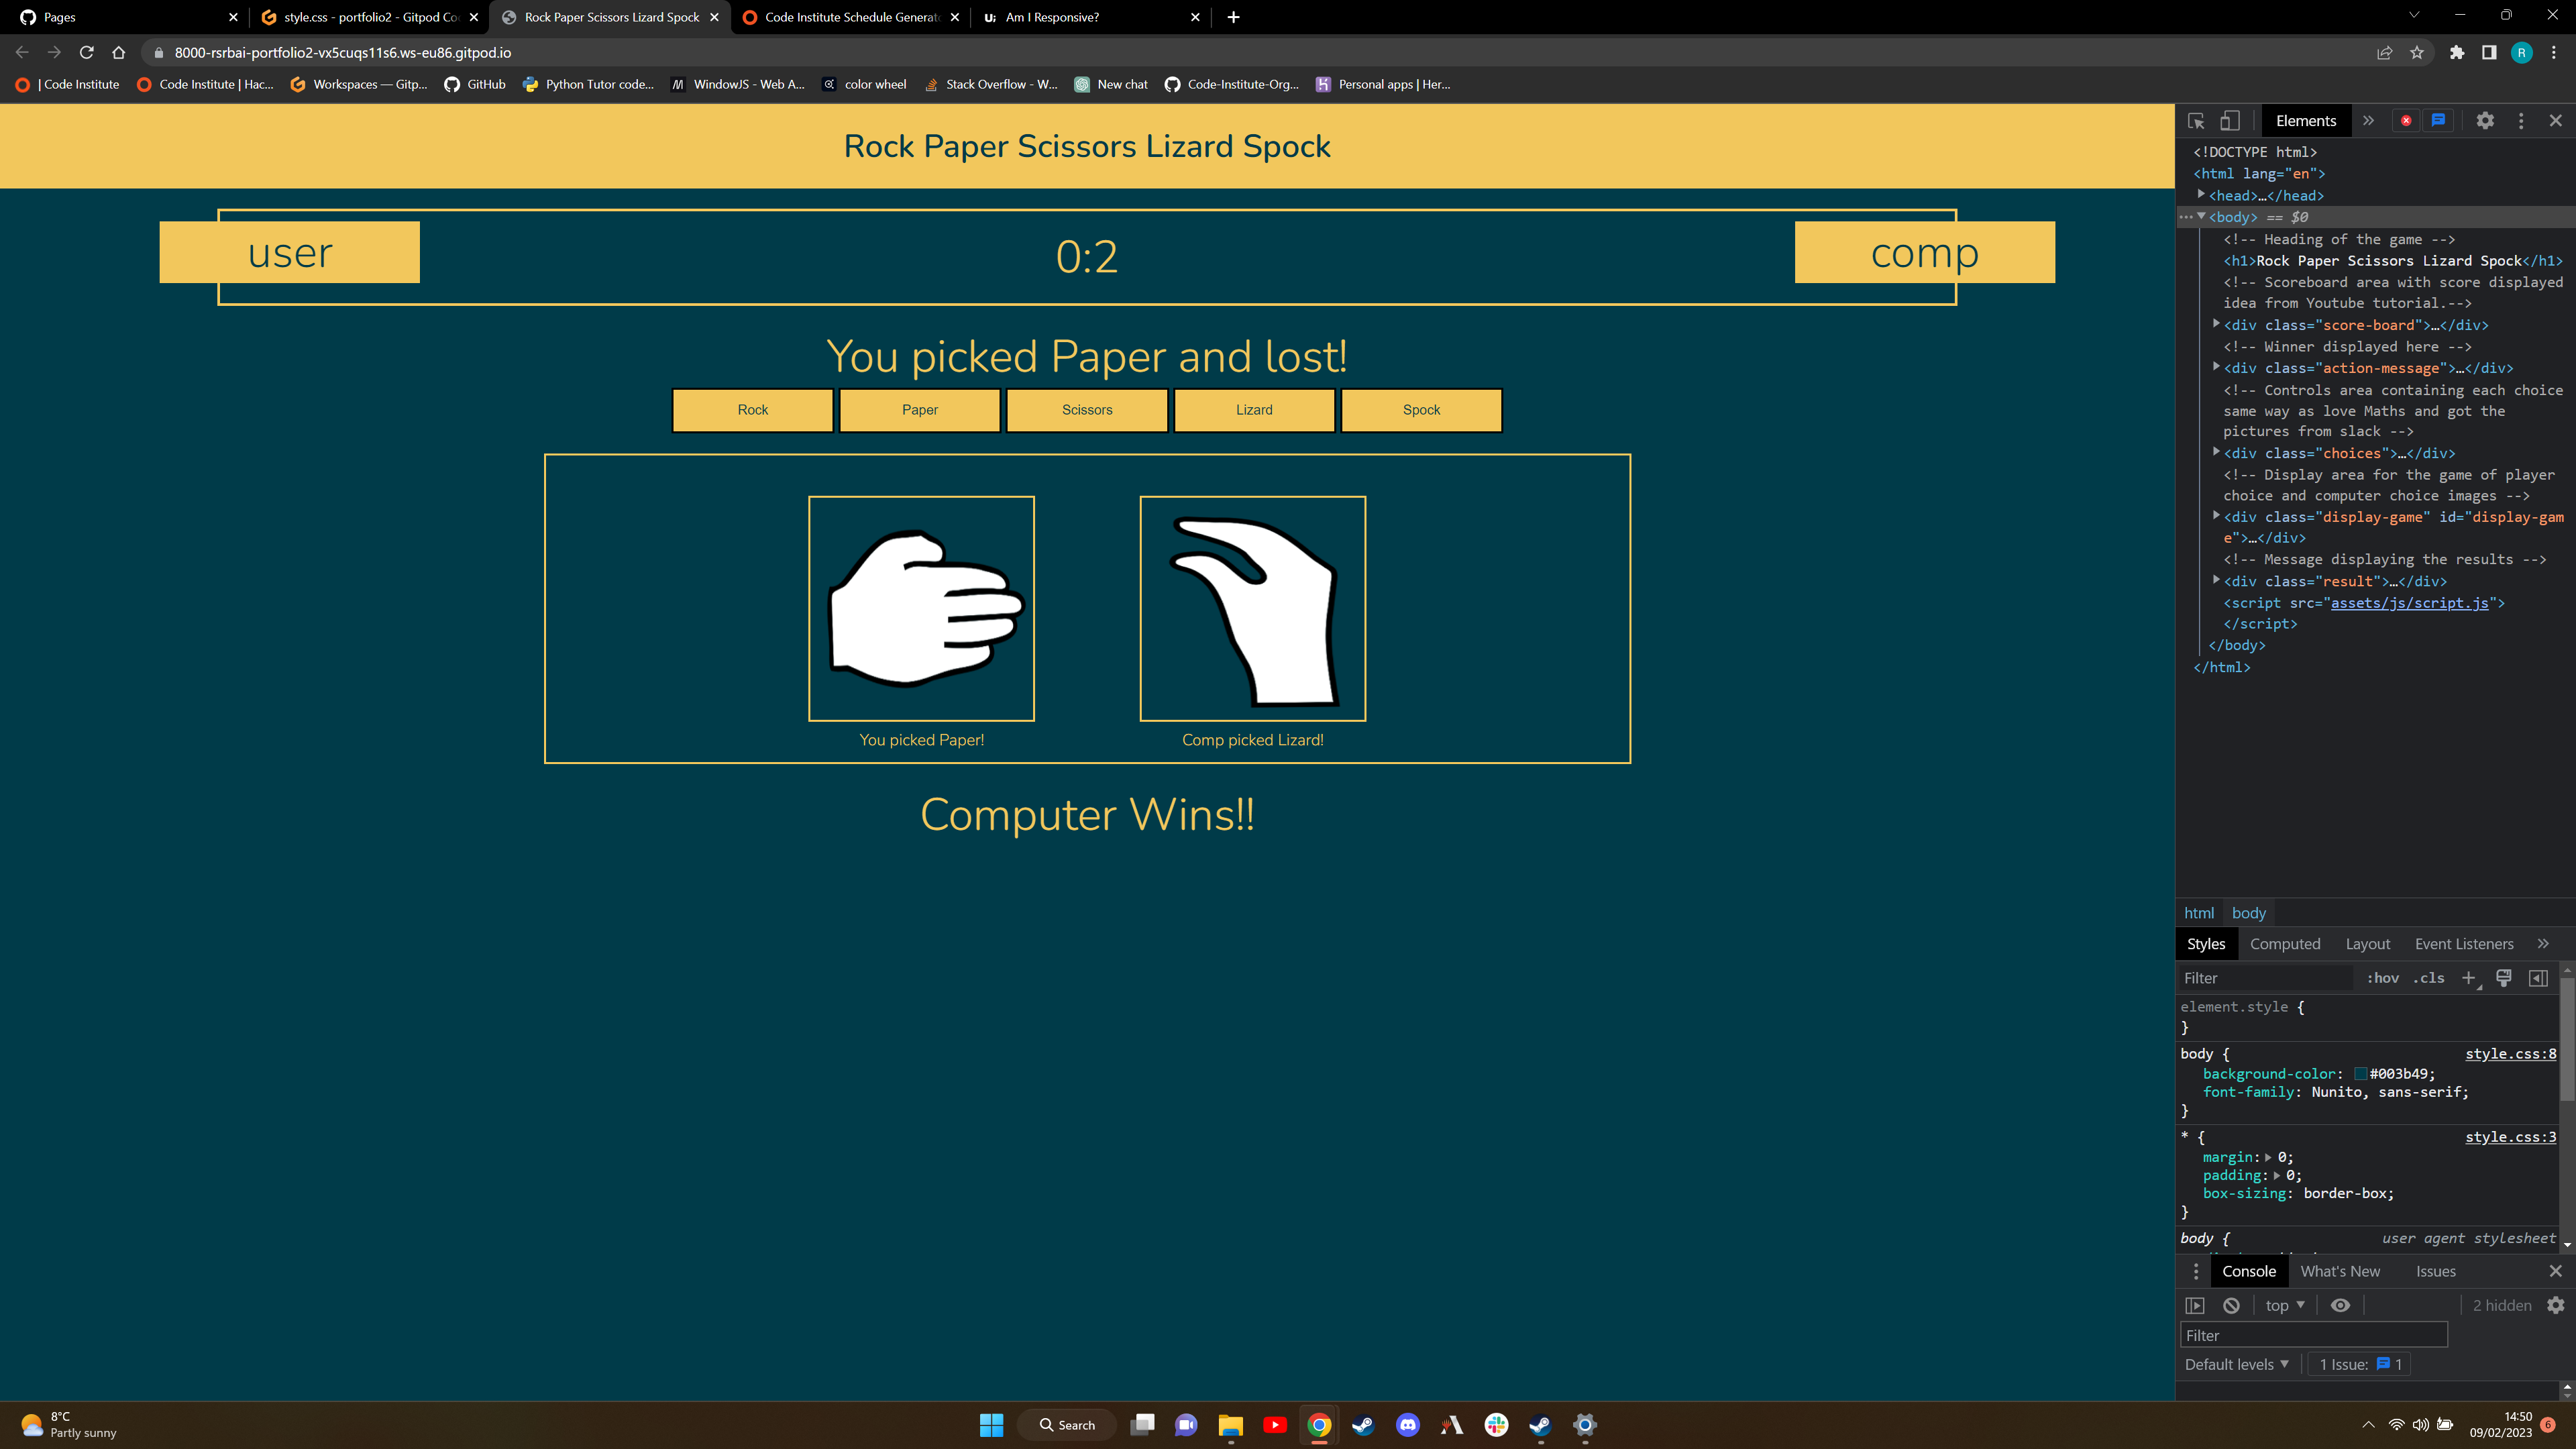 Pages
style.css - portfolio2 - Gitpod Co
Rock Paper Scissors Lizard Spock
Code Institute Schedule Generato
Am I Responsive?
8000-rsrbai-portfolio2-vx5cuqs11s6.ws-eu86.gitpod.io
R
| Code Institute
Code Institute | Hac...
Workspaces — Gitp...
GitHub
Python Tutor code...
WindowJS - Web A...
color wheel
Stack Overflow - W...
New chat
Code-Institute-Org...
Personal apps | Her...
Rock Paper Scissors Lizard Spock
user
0:2
comp
You picked Paper and lost!
Rock
Paper
Scissors
Lizard
Spock
You picked Paper!
Comp picked Lizard!
Computer Wins!!
Elements
<!DOCTYPE html>
<html lang="en">
<head>…</head>
<body> == $0
<!-- Heading of the game -->
<h1>Rock Paper Scissors Lizard Spock</h1>
<!-- Scoreboard area with score displayed
idea from Youtube tutorial.-->
<div class="score-board">…</div>
<!-- Winner displayed here -->
<div class="action-message">…</div>
<!-- Controls area containing each choice
same way as love Maths and got the
pictures from slack -->
<div class="choices">…</div>
<!-- Display area for the game of player
choice and computer choice images -->
<div class="display-game" id="display-gam
e">…</div>
<!-- Message displaying the results -->
<div class="result">…</div>
<script src="assets/js/script.js">
</script>
</body>
</html>
html body
Styles Computed Layout Event Listeners
Filter :hov .cls
element.style {
}
body { style.css:8
background-color: #003b49;
font-family: Nunito, sans-serif;
}
* { style.css:3
margin: 0;
padding: 0;
box-sizing: border-box;
}
body { user agent stylesheet
Console What's New Issues
top 2 hidden
Filter
Default levels 1 Issue: 1
8°C
Partly sunny
Search
14:50
09/02/2023
6